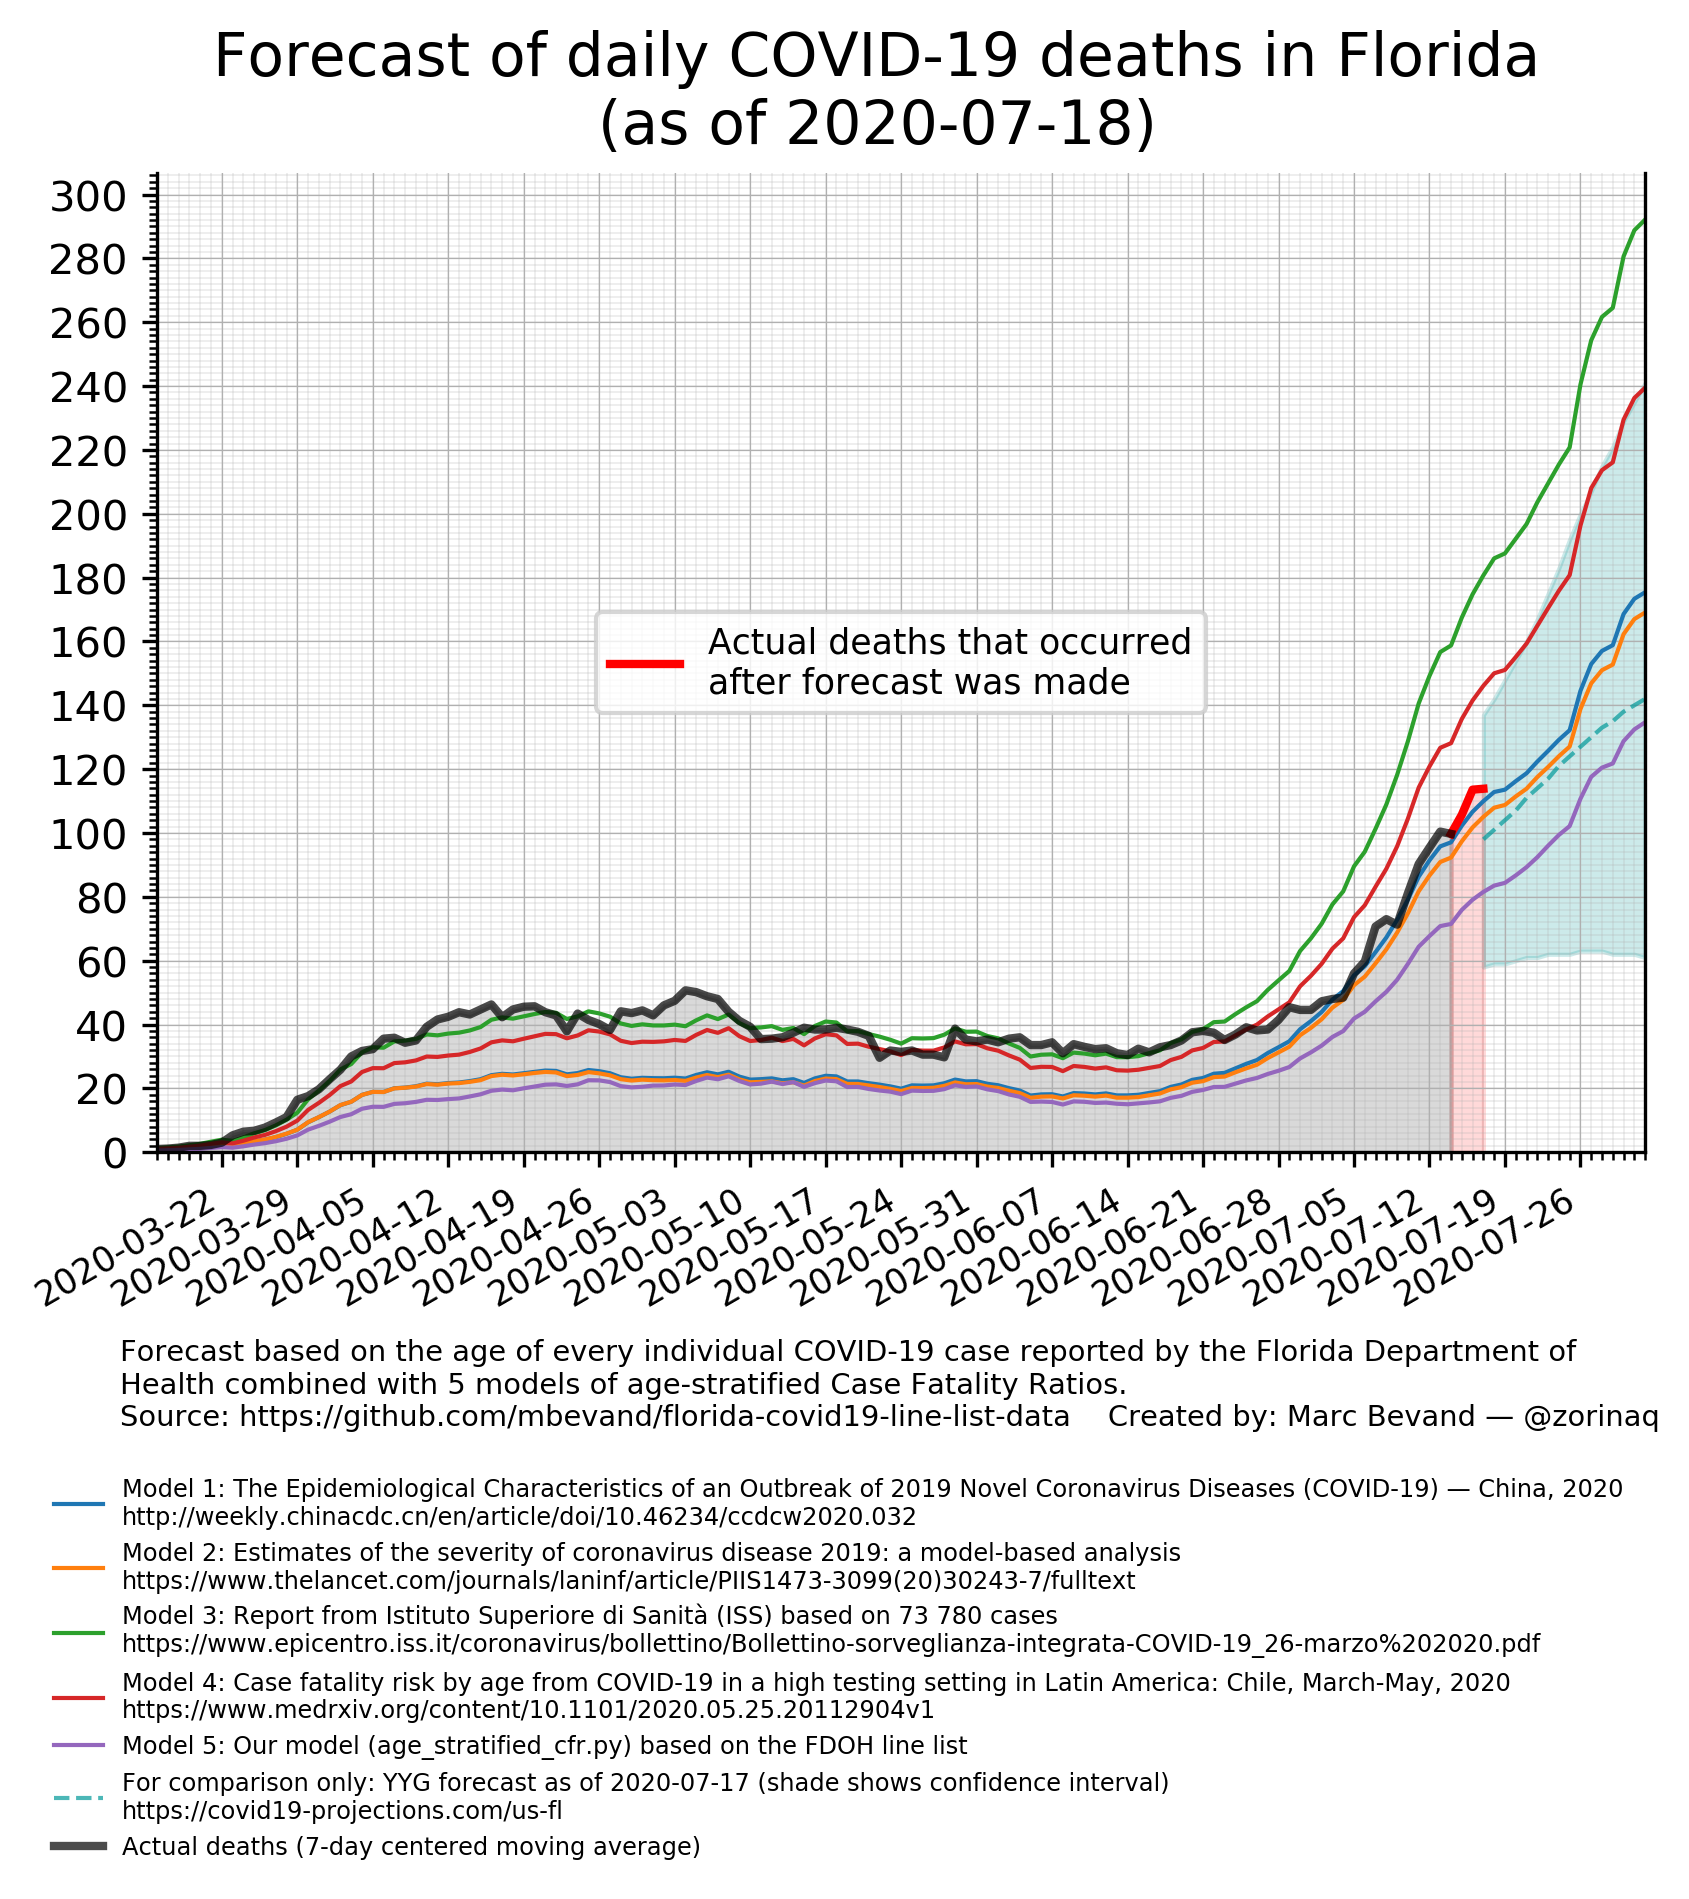 Forecast of daily COVID-19 deaths in Florida
(as of 2020-07-18)
300
280
260
240
220
200
180
160
140
120
100
80
60
40
20
0
Actual deaths that occurred
after forecast was made
2020-03-22
2020-03-29
2020-04-05
2020-04-12
2020-04-19
2020-04-26
2020-05-03
2020-05-10
2020-05-17
2020-05-24
2020-05-31
2020-06-07
2020-06-14
2020-06-21
2020-06-28
2020-07-05
2020-07-12
2020-07-19
2020-07-26
Forecast based on the age of every individual COVID-19 case reported by the Florida Department of
Health combined with 5 models of age-stratified Case Fatality Ratios.
Source: https://github.com/mbevand/florida-covid19-line-list-data Created by: Marc Bevand — @zorinaq
Model 1: The Epidemiological Characteristics of an Outbreak of 2019 Novel Coronavirus Diseases (COVID-19) — China, 2020
http://weekly.chinacdc.cn/en/article/doi/10.46234/ccdcw2020.032
Model 2: Estimates of the severity of coronavirus disease 2019: a model-based analysis
https://www.thelancet.com/journals/laninf/article/PIIS1473-3099(20)30243-7/fulltext
Model 3: Report from Istituto Superiore di Sanità (ISS) based on 73 780 cases
https://www.epicentro.iss.it/coronavirus/bollettino/Bollettino-sorveglianza-integrata-COVID-19_26-marzo%202020.pdf
Model 4: Case fatality risk by age from COVID-19 in a high testing setting in Latin America: Chile, March-May, 2020
https://www.medrxiv.org/content/10.1101/2020.05.25.20112904v1
Model 5: Our model (age_stratified_cfr.py) based on the FDOH line list
For comparison only: YYG forecast as of 2020-07-17 (shade shows confidence interval)
https://covid19-projections.com/us-fl
Actual deaths (7-day centered moving average)